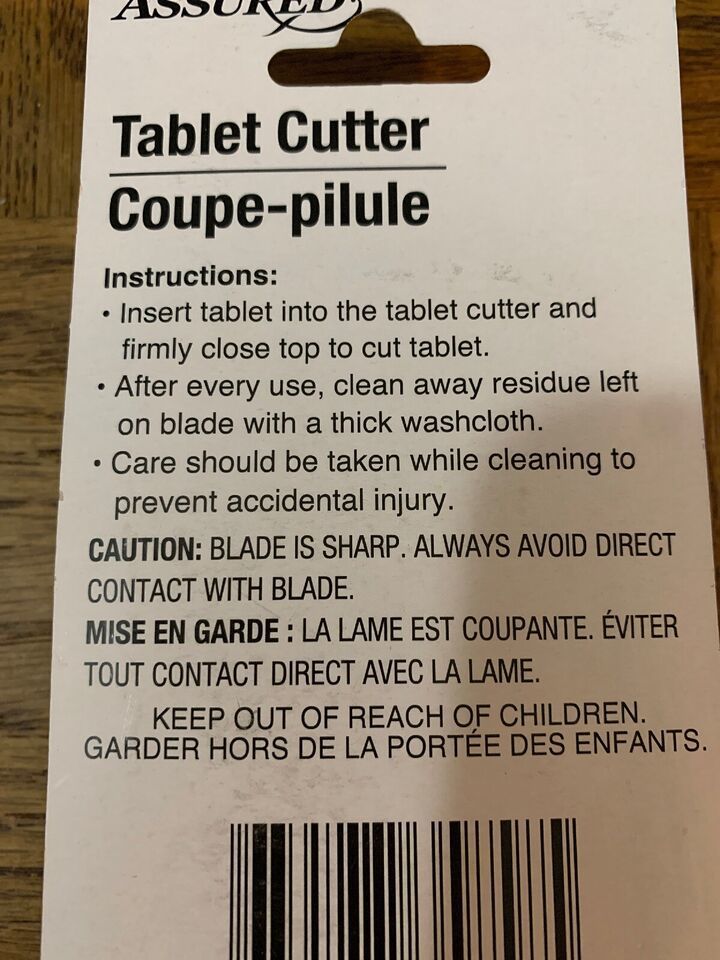 ASSURED
Tablet Cutter
Coupe-pilule
Instructions:
• Insert tablet into the tablet cutter and
firmly close top to cut tablet.
• After every use, clean away residue left
on blade with a thick washcloth.
• Care should be taken while cleaning to
prevent accidental injury.
CAUTION: BLADE IS SHARP. ALWAYS AVOID DIRECT
CONTACT WITH BLADE.
MISE EN GARDE : LA LAME EST COUPANTE. ÉVITER
TOUT CONTACT DIRECT AVEC LA LAME.
KEEP OUT OF REACH OF CHILDREN.
GARDER HORS DE LA PORTÉE DES ENFANTS.